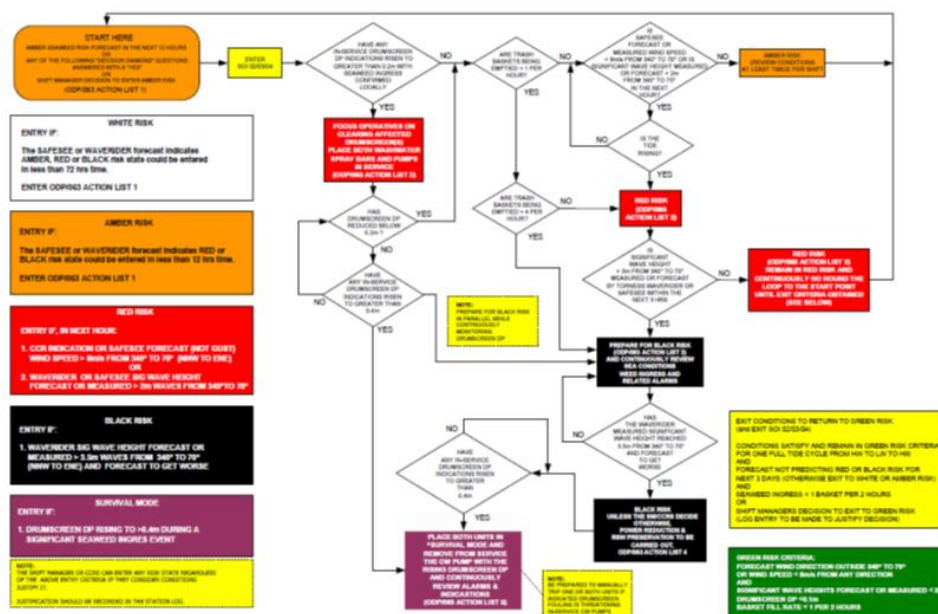 START HERE
AMBER SEAWEED RISK FORECAST IN THE NEXT 12 HOURS
OR
ANY OF THE FOLLOWING "DECISION DIAMOND" QUESTIONS
ANSWERED WITH A "YES"
OR
SHIFT MANAGER DECISION TO ENTER AMBER RISK
(ODP/063 ACTION LIST 1)
ENTER
SOI 02/03/04
HAVE ANY
IN-SERVICE DRUMSCREEN
DP INDICATIONS RISEN TO
GREATER THAN 0.2m WITH
SEAWEED INGRESS
CONFIRMED
LOCALLY
NO
YES
ARE TRASH
BASKETS BEING
EMPTIED > 1 PER
HOUR?
NO
YES
IS
SAFESEE
FORECAST OR
MEASURED WIND SPEED
> 8m/s FROM 340° TO 70° OR IS
SIGNIFICANT WAVE HEIGHT MEASURED
OR FORECAST > 2m
FROM 340° TO 70°
IN THE NEXT
HOUR?
NO
YES
AMBER RISK
(REVIEW CONDITIONS
AT LEAST TWICE PER SHIFT)
WHITE RISK
ENTRY IF:
The SAFESEE or WAVERIDER forecast indicates
AMBER, RED or BLACK risk state could be entered
in less than 72 hrs time.
ENTER ODP/063 ACTION LIST 1
FOCUS OPERATIVES ON
CLEARING AFFECTED
DRUMSCREEN(S)
PLACE BOTH WASHWATER
SPRAY BARS AND PUMPS
IN SERVICE
(ODP/063 ACTION LIST 2)
NO
IS THE
TIDE
RISING?
YES
ARE TRASH
BASKETS BEING
EMPTIED > 4 PER
HOUR?
NO
YES
RED RISK
(ODP/063
ACTION LIST 2)
HAS
DRUMSCREEN DP
REDUCED BELOW
0.2m ?
YES
NO
AMBER RISK
ENTRY IF:
The SAFESEE or WAVERIDER forecast indicates RED or
BLACK risk state could be entered in less than 12 hrs time.
ENTER ODP/063 ACTION LIST 1
HAVE
ANY IN-SERVICE
DRUMSCREEN DP
INDICATIONS RISEN
TO GREATER THAN
0.4m
NO
YES
IS
SIGNIFICANT
WAVE HEIGHT
> 3m FROM 340° TO 70°
MEASURED OR FORECAST
BY TORNESS WAVERIDER OR
SAFESEE WITHIN THE
NEXT 3 HRS
NO
YES
RED RISK
(ODP/063 ACTION LIST 2)
REMAIN IN RED RISK AND
CONTINUOUSLY GO ROUND THE
LOOP TO THE START POINT
UNTIL EXIT CRITERIA OBTAINED
(SEE BELOW)
NOTE:
PREPARE FOR BLACK RISK
IN PARALLEL WHILE
CONTINUOUSLY
MONITORING
DRUMSCREEN DP
RED RISK
ENTRY IF, IN NEXT HOUR:
1. CCR INDICATION OR SAFESEE FORECAST (NOT GUST)
WIND SPEED > 8m/s FROM 340° TO 70° (NNW TO ENE)
OR
2. WAVERIDER OR SAFESEE SIG WAVE HEIGHT
FORECAST OR MEASURED > 2m WAVES FROM 340°TO 70°
PREPARE FOR BLACK RISK
(ODP/063 ACTION LIST 3)
AND CONTINUOUSLY REVIEW
SEA CONDITIONS
WEED INGRESS AND
RELATED ALARMS
BLACK RISK
ENTRY IF:
1. WAVERIDER SIG WAVE HEIGHT FORECAST OR
MEASURED > 3.5m WAVES FROM 340° TO 70°
(NNW TO ENE) AND FORECAST TO GET WORSE
HAS
THE WAVERIDER
MEASURED SIGNIFICANT
WAVE HEIGHT REACHED
3.5m FROM 340° TO 70°
AND FORECAST
TO GET
WORSE
NO
YES
HAVE
ANY IN-SERVICE
DRUMSCREEN DP
INDICATIONS RISEN
TO GREATER
THAN
0.4m
NO
YES
BLACK RISK
UNLESS THE SM/CCRS DECIDE
OTHERWISE,
POWER REDUCTION &
RSW PRESERVATION TO BE
CARRIED OUT.
ODP/063 ACTION LIST 4
EXIT CONDITIONS TO RETURN TO GREEN RISK
(and EXIT SOI 02/03/04)
CONDITIONS SATISFY AND REMAIN IN GREEN RISK CRITERIA
FOR ONE FULL TIDE CYCLE FROM HW TO LW TO HW
AND
FORECAST NOT PREDICTING RED OR BLACK RISK FOR
NEXT 3 DAYS (OTHERWISE EXIT TO WHITE OR AMBER RISK)
AND
SEAWEED INGRESS < 1 BASKET PER 2 HOURS
OR
SHIFT MANAGERS DECISION TO EXIT TO GREEN RISK
(LOG ENTRY TO BE MADE TO JUSTIFY DECISION)
SURVIVAL MODE
ENTRY IF:
1. DRUMSCREEN DP RISING TO >0.4m DURING A
SIGNIFICANT SEAWEED INGRES EVENT
PLACE BOTH UNITS IN
"SURVIVAL MODE AND
REMOVE FROM SERVICE
THE CW PUMP WITH THE
RISING DRUMSCREEN DP
AND CONTINUOUSLY
REVIEW ALARMS &
INDICATIONS
(ODP/063 ACTION LIST 5)
BE PREPARED TO MANUALLY
TRIP ONE OR BOTH UNITS IF
INDICATED DRUMSCREEN
FOULING IS THREATENING
IN-SERVICE CW PUMPS
NOTE:
THE SHIFT MANAGER OR CCRS CAN ENTER ANY RISK STATE REGARDLESS
OF THE ABOVE ENTRY CRITERIA IF THEY CONSIDER CONDITIONS
JUSTIFY IT.
JUSTIFICATION SHOULD BE RECORDED IN THE STATION LOG.
GREEN RISK CRITERIA:
FORECAST WIND DIRECTION OUTSIDE 340° TO 70°
OR WIND SPEED < 8m/s FROM ANY DIRECTION
AND
SIGNIFICANT WAVE HEIGHTS FORECAST OR MEASURED <
DRUMSCREEN DP <0.1m
BASKET FILL RATE < 1 PER 2 HOURS